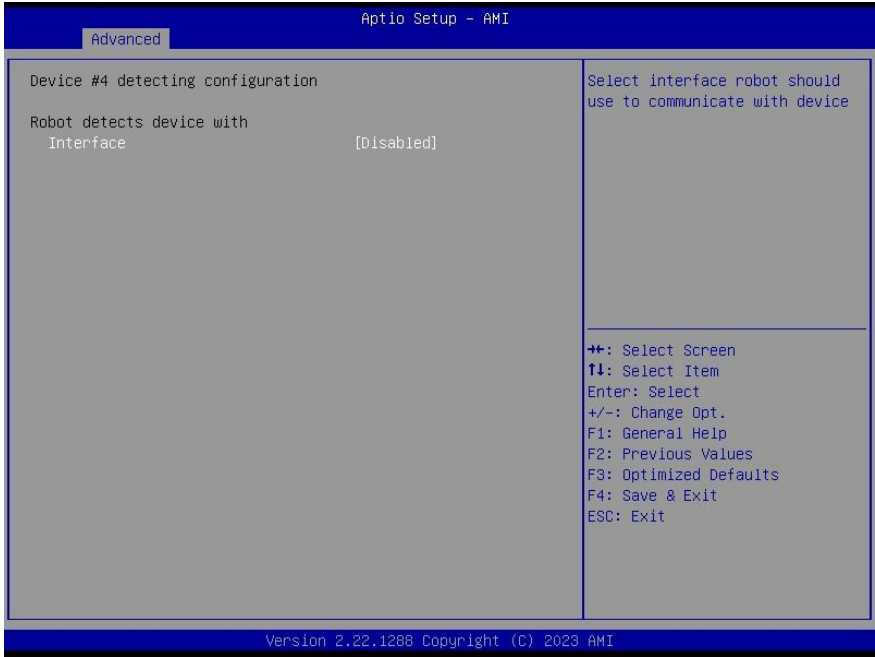 Aptio Setup – AMI
Advanced
Device #4 detecting configuration
Robot detects device with
Interface [Disabled]
Select interface robot should
use to communicate with device
→←: Select Screen
↑↓: Select Item
Enter: Select
+/-: Change Opt.
F1: General Help
F2: Previous Values
F3: Optimized Defaults
F4: Save & Exit
ESC: Exit
Version 2.22.1288 Copyright (C) 2023 AMI